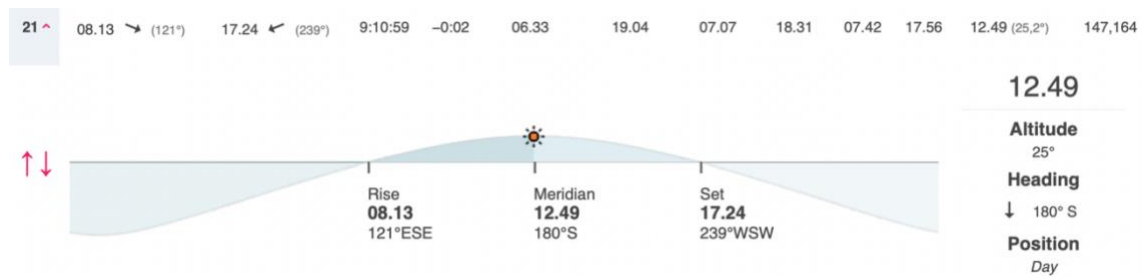 21 ^ 08.13 ↘ (121°) 17.24 ↙ (239°) 9:10:59 −0:02 06.33 19.04 07.07 18.31 07.42 17.56 12.49 (25,2°) 147,164
12.49
Altitude
25°
Heading
↓ 180° S
Position
Day
↑↓
Rise
08.13
121°ESE
Meridian
12.49
180°S
Set
17.24
239°WSW